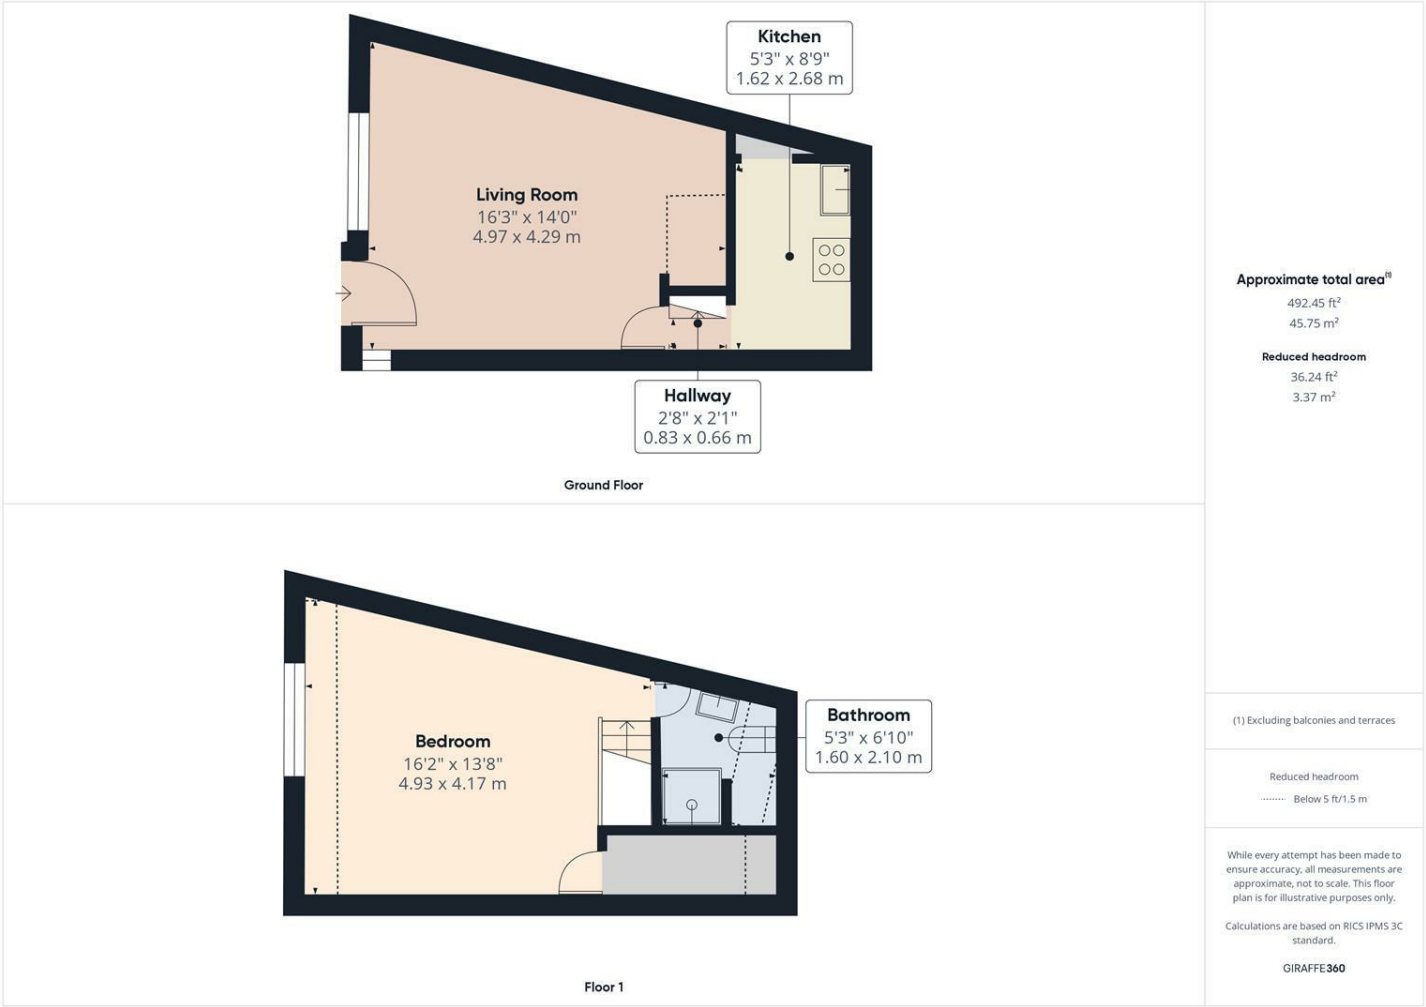 Kitchen
5'3" x 8'9"
1.62 x 2.68 m
Living Room
16'3" x 14'0"
4.97 x 4.29 m
Hallway
2'8" x 2'1"
0.83 x 0.66 m
Ground Floor
Bedroom
16'2" x 13'8"
4.93 x 4.17 m
Bathroom
5'3" x 6'10"
1.60 x 2.10 m
Floor 1
Approximate total area(1)
492.45 ft²
45.75 m²
Reduced headroom
36.24 ft²
3.37 m²
(1) Excluding balconies and terraces
Reduced headroom
Below 5 ft/1.5 m
While every attempt has been made to
ensure accuracy, all measurements are
approximate, not to scale. This floor
plan is for illustrative purposes only.
Calculations are based on RICS IPMS 3C
standard.
GIRAFFE360